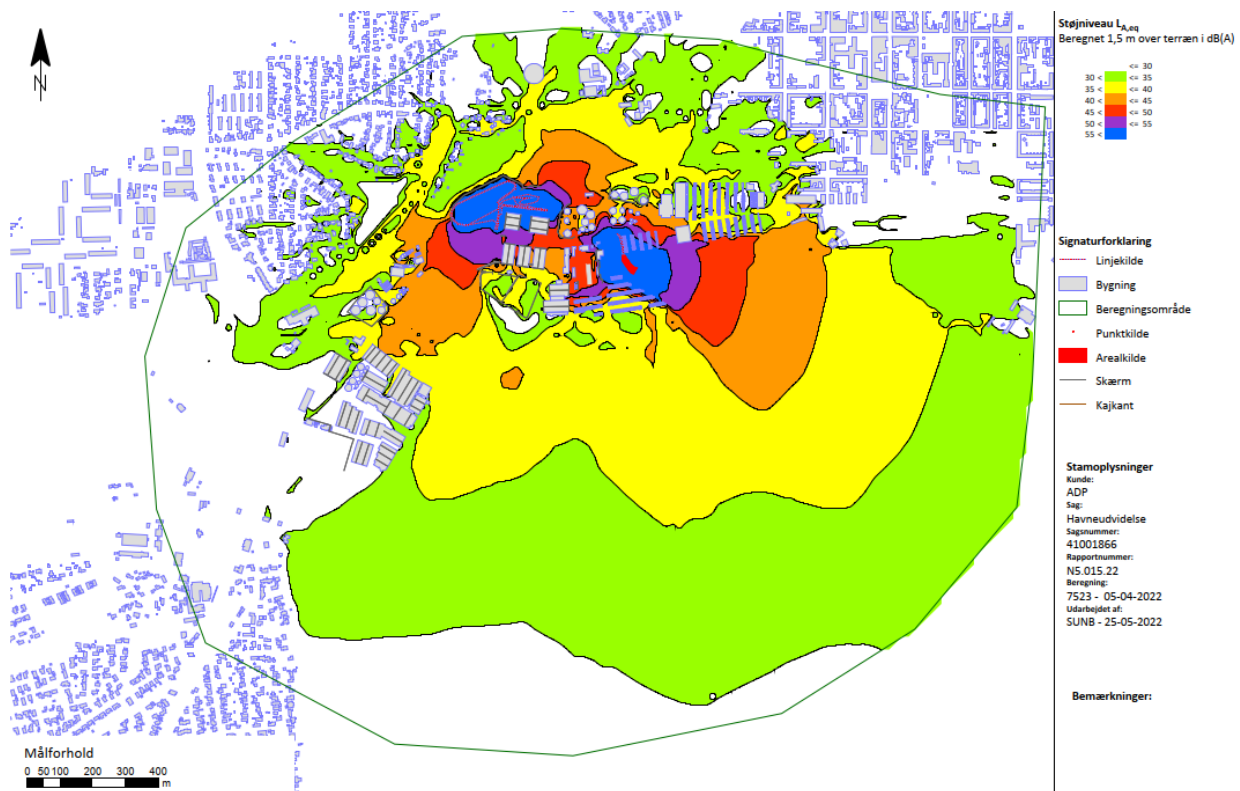 N
Støjniveau LA,eq
Beregnet 1,5 m over terræn i dB(A)
<= 30
30 < <= 35
35 < <= 40
40 < <= 45
45 < <= 50
50 < <= 55
55 <
Signaturforklaring
Linjekilde
Bygning
Beregningsområde
Punktkilde
Arealkilde
Skærm
Kajkant
Stamoplysninger
Kunde:
ADP
Sag:
Havneudvidelse
Sagsnummer:
41001866
Rapportnummer:
N5.015.22
Beregning:
7523 - 05-04-2022
Udarbejdet af:
SUNB - 25-05-2022
Bemærkninger:
Målforhold
0 50 100 200 300 400
m